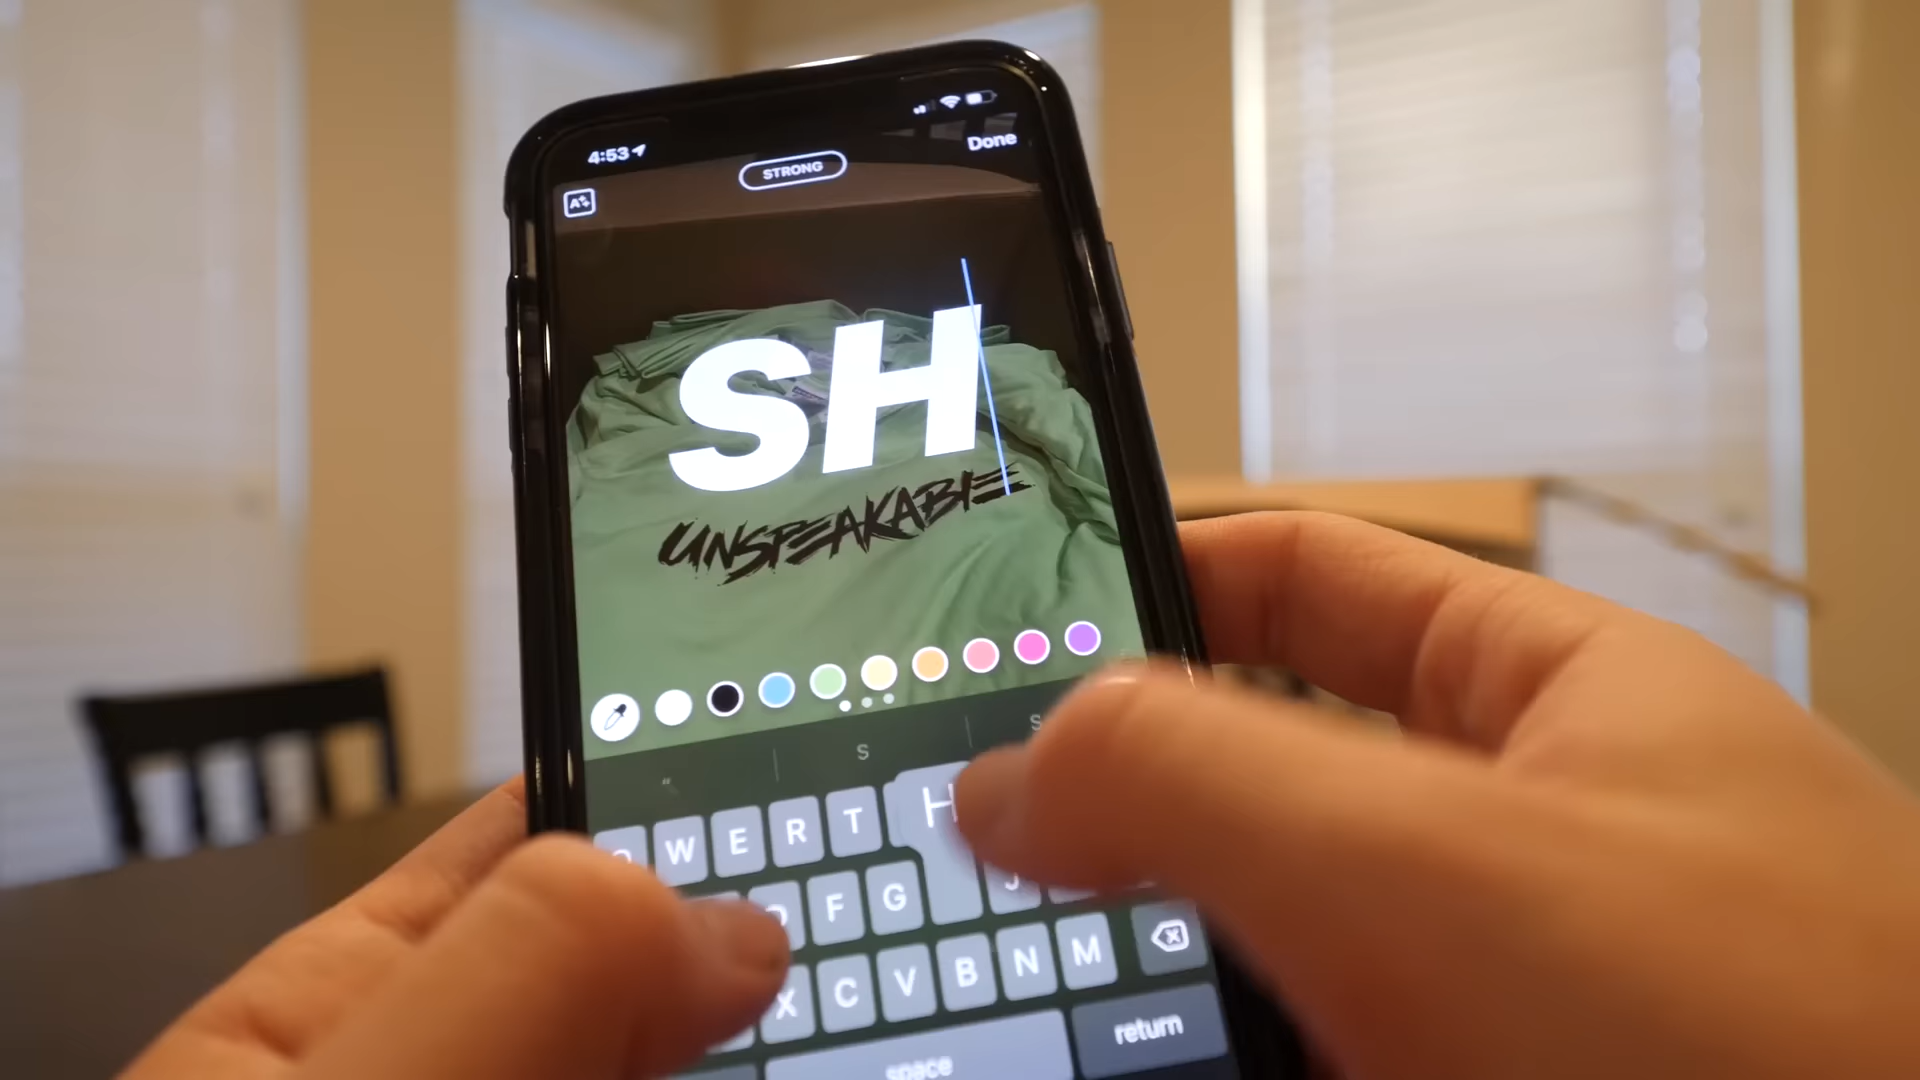 4:53
Done
STRONG
A
SH
UNSPEAKABLE
“ S S
W E R T H
F G J
X C V B N M
space return